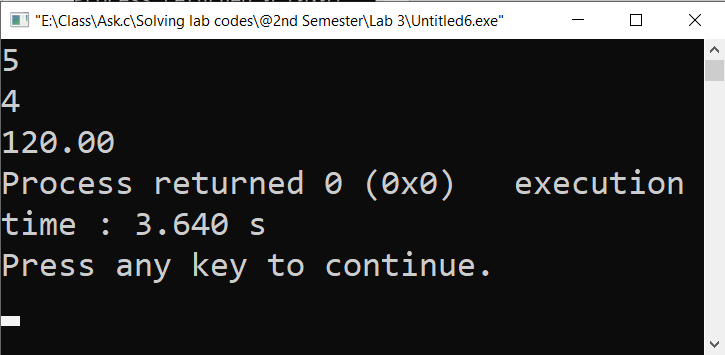 "E:\Class\Ask.c\Solving lab codes\@2nd Semester\Lab 3\Untitled6.exe"
5
4
120.00
Process returned 0 (0x0)   execution
time : 3.640 s
Press any key to continue.